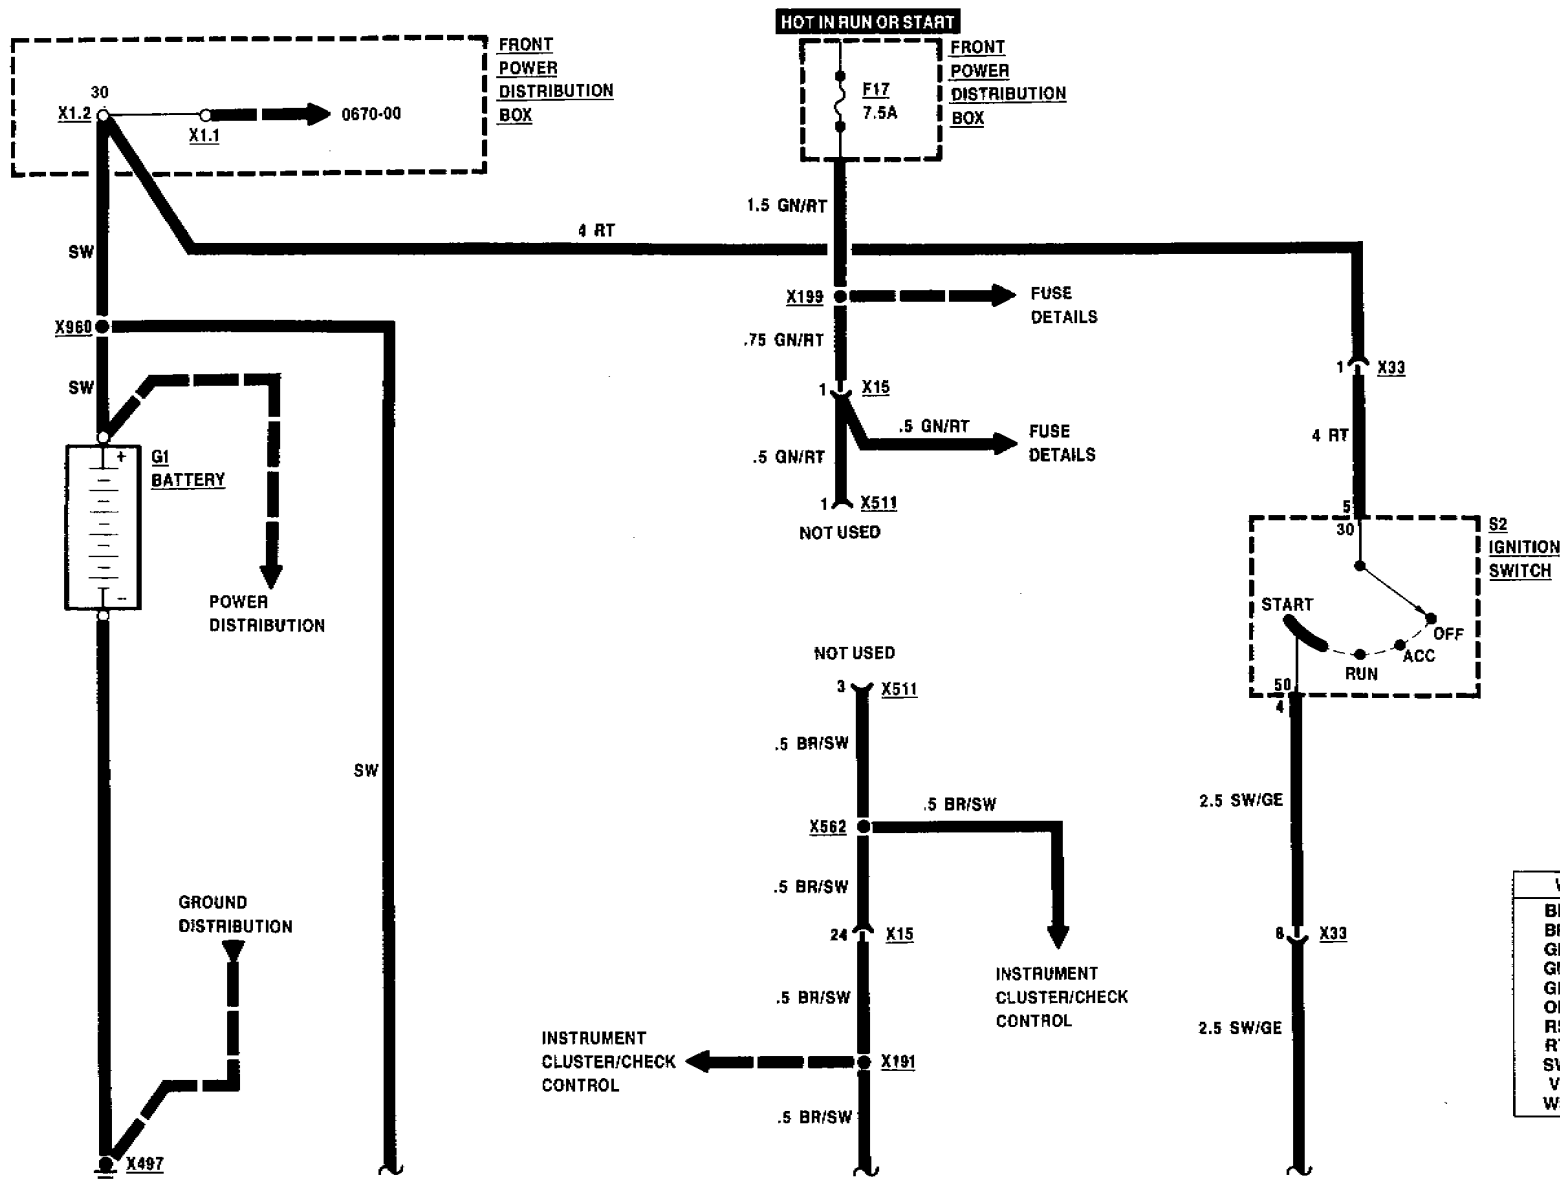 HOT IN RUN OR START
FRONT
POWER
DISTRIBUTION
BOX
30
X1.2
X1.1
0670-00
FRONT
POWER
DISTRIBUTION
BOX
F17
7.5A
1.5 GN/RT
4 RT
SW
X199
FUSE
DETAILS
X960
.75 GN/RT
1
X33
SW
1
X15
.5 GN/RT
FUSE
DETAILS
4 RT
G1
BATTERY
+
-
.5 GN/RT
1
X511
NOT USED
5
30
S2
IGNITION
SWITCH
START
OFF
ACC
RUN
50
4
POWER
DISTRIBUTION
NOT USED
3
X511
.5 BR/SW
SW
2.5 SW/GE
.5 BR/SW
X562
.5 BR/SW
GROUND
DISTRIBUTION
24
X15
6
X33
INSTRUMENT
CLUSTER/CHECK
CONTROL
.5 BR/SW
2.5 SW/GE
INSTRUMENT
CLUSTER/CHECK
CONTROL
X191
.5 BR/SW
X497